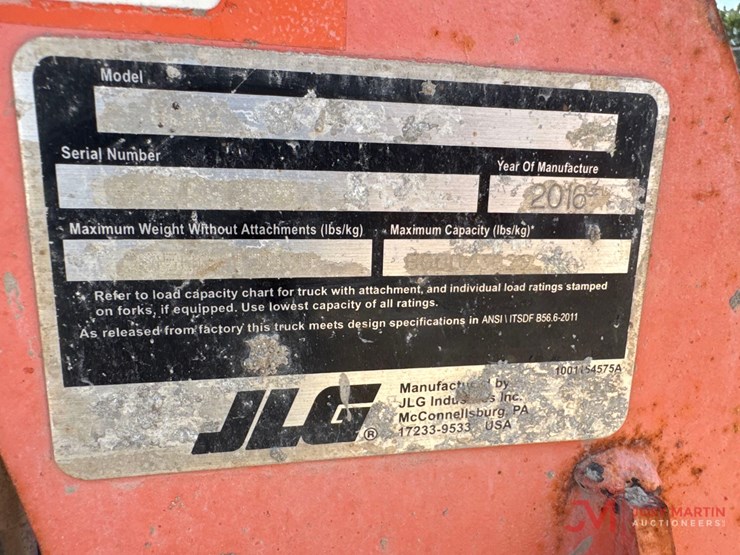 Model
Serial Number
Year Of Manufacture
2016
Maximum Weight Without Attachments (lbs/kg)
Maximum Capacity (lbs/kg)*
* Refer to load capacity chart for truck with attachment, and individual load ratings stamped
on forks, if equipped. Use lowest capacity of all ratings.
As released from factory this truck meets design specifications in ANSI \ ITSDF B56.6-2011
1001154575A
JLG ®
Manufactured by
JLG Industries Inc.
McConnellsburg, PA
17233-9533 USA
JEFF MARTIN
AUCTIONEERS